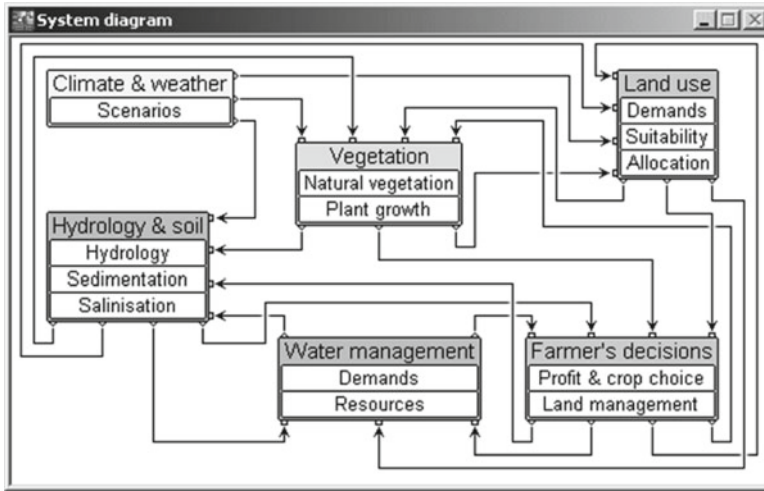 System diagram
Climate & weather
Scenarios
Land use
Demands
Suitability
Allocation
Vegetation
Natural vegetation
Plant growth
Hydrology & soil
Hydrology
Sedimentation
Salinisation
Water management
Demands
Resources
Farmer's decisions
Profit & crop choice
Land management